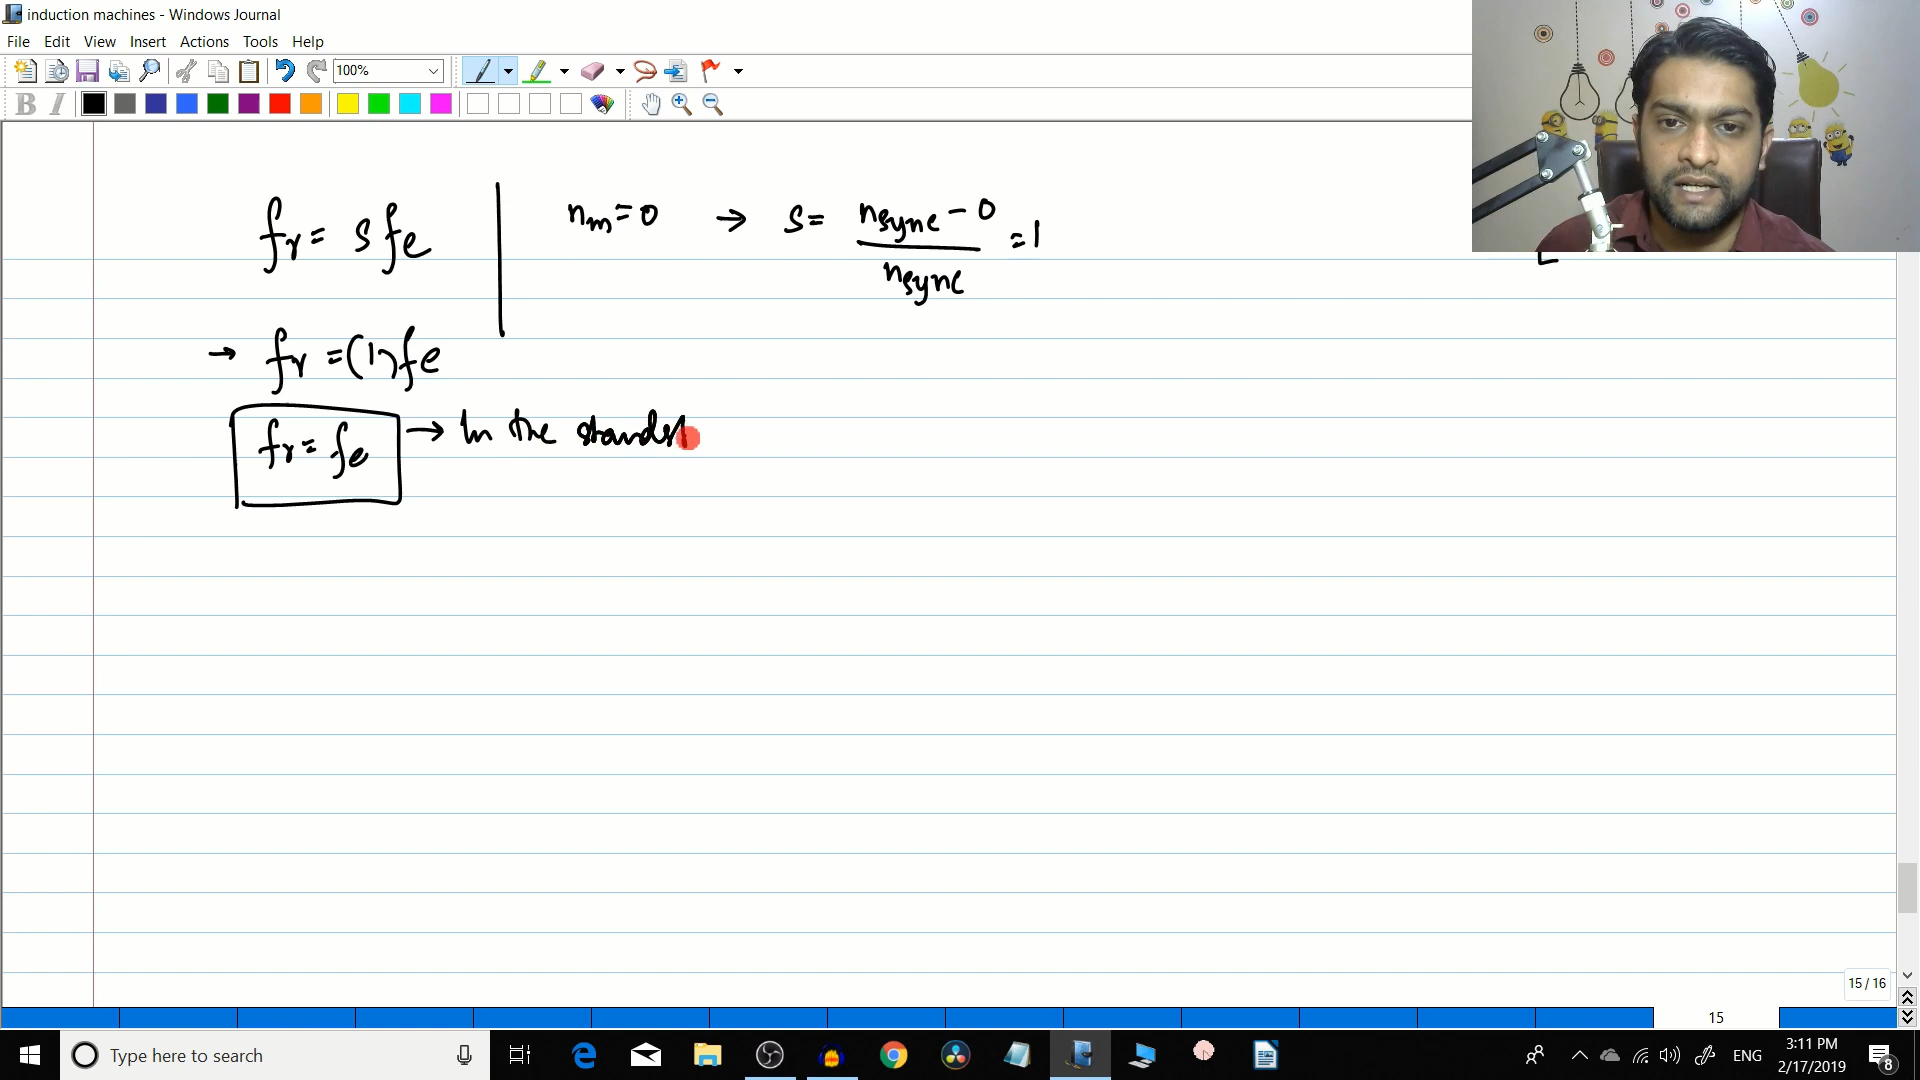 induction machines - Windows Journal
File Edit View Insert Actions Tools Help
100%
B I
fr = s fe
nm = 0 → s = nsync - 0 / nsync = 1
→ fr = (1) fe
fr = fe → In the stands
15 / 16
15
Type here to search
ENG
3:11 PM
2/17/2019
8